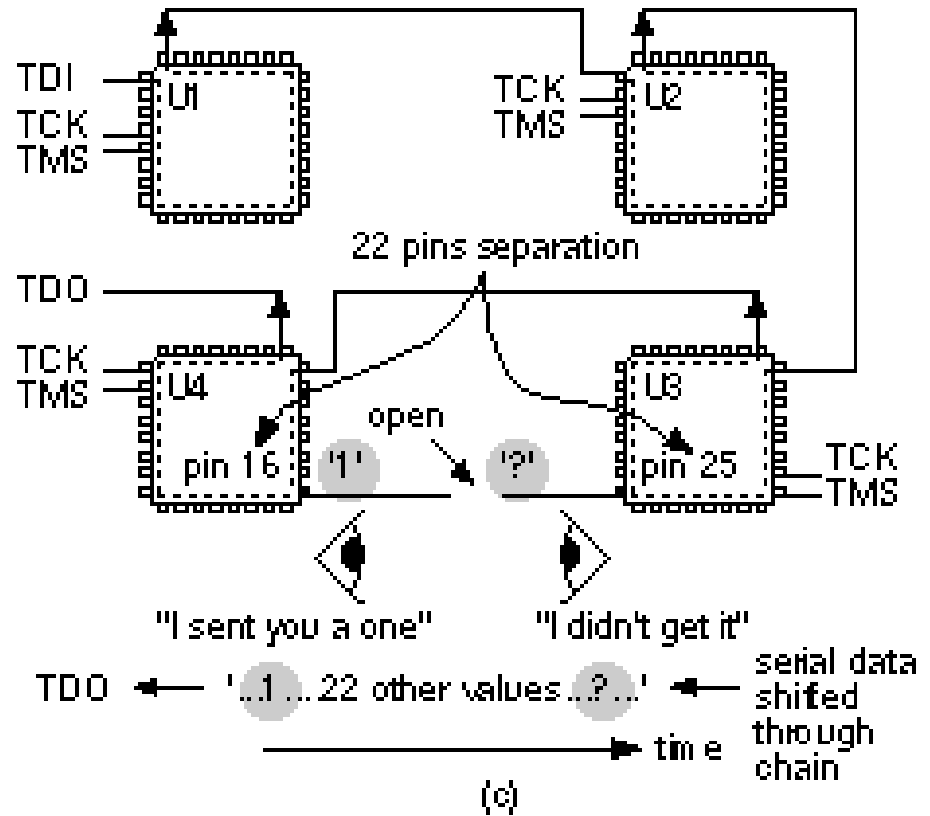 TDI
U1
TCK
TMS
TCK
TMS
U2
22 pins separation
TDO
TCK
TMS
U4
U3
open
pin 16
'1'
'?'
pin 25
TCK
TMS
"I sent you a one"
"I didn't get it"
TDO
'...1 ... 22 other values ...?...'
serial data
shifted
through
chain
time
(c)